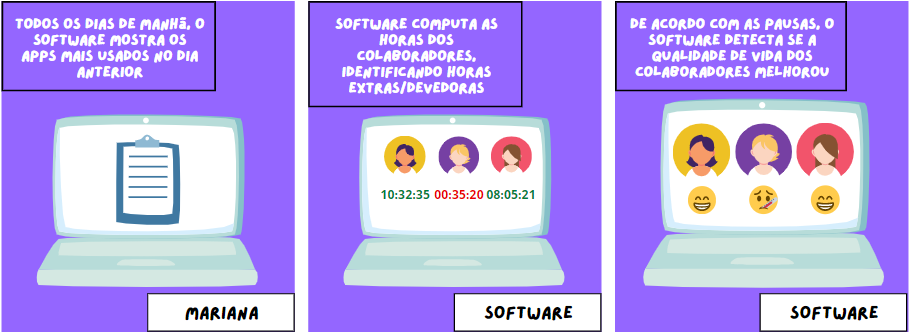 TODOS OS DIAS DE MANHÃ, O
SOFTWARE MOSTRA OS
APPS MAIS USADOS NO DIA
ANTERIOR
MARIANA
SOFTWARE COMPUTA AS
HORAS DOS
COLABORADORES,
IDENTIFICANDO HORAS
EXTRAS/DEVEDORAS
10:32:35 00:35:20 08:05:21
SOFTWARE
DE ACORDO COM AS PAUSAS, O
SOFTWARE DETECTA SE A
QUALIDADE DE VIDA DOS
COLABORADORES MELHOROU
SOFTWARE